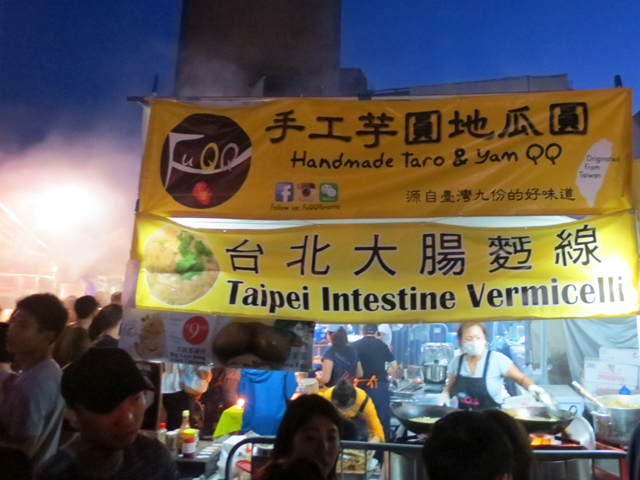 FuQQ
手工芋圓地瓜圓
Handmade Taro & Yam QQ
Originated
From
Taiwan
Follow us: FuQQToronto
源自臺灣九份的好味道
台北大腸麪線
Taipei Intestine Vermicelli